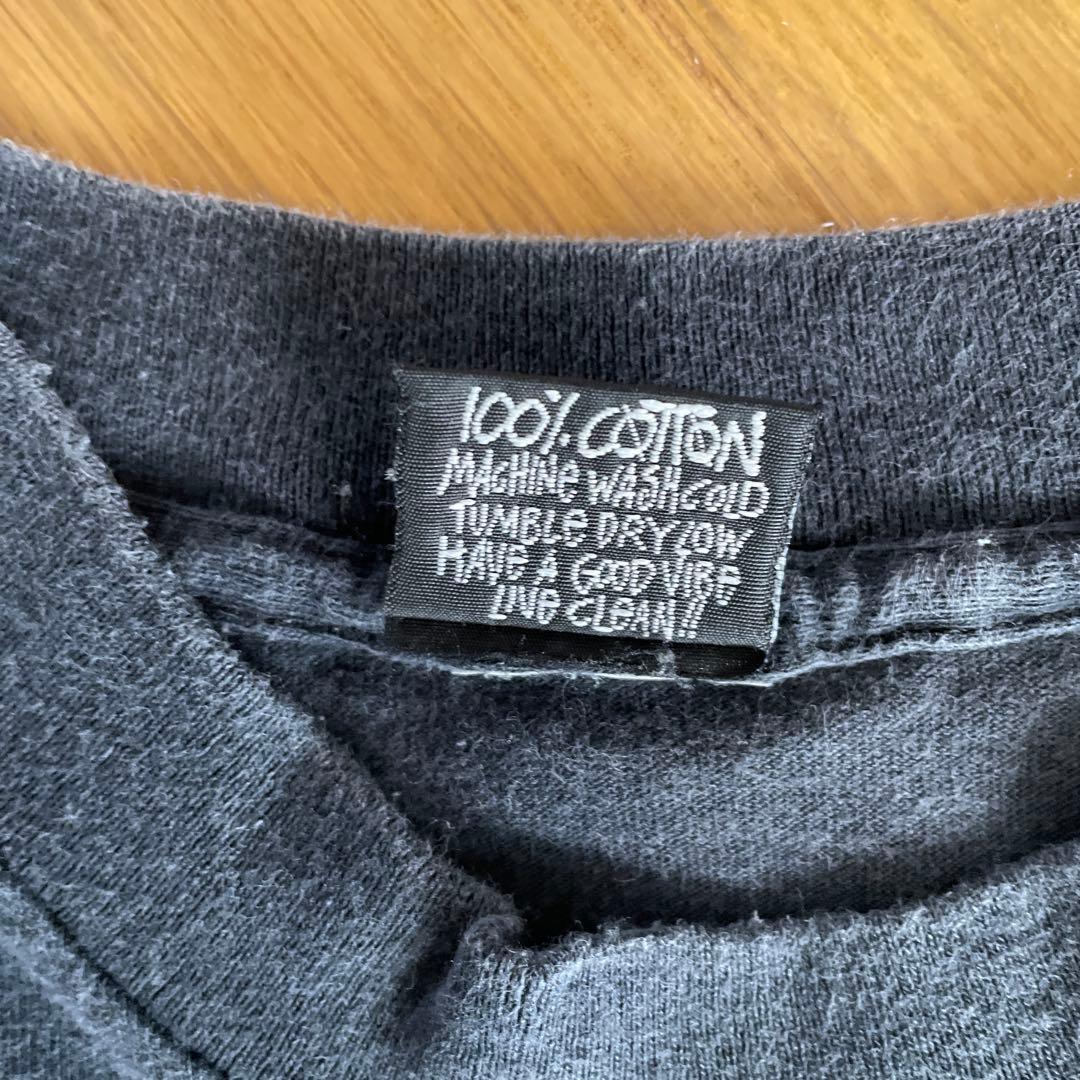 100% COTTON
MACHINE WASH COLD
TUMBLE DRY LOW
HAVE A GOOD VIBE
LIVE CLEAN!!